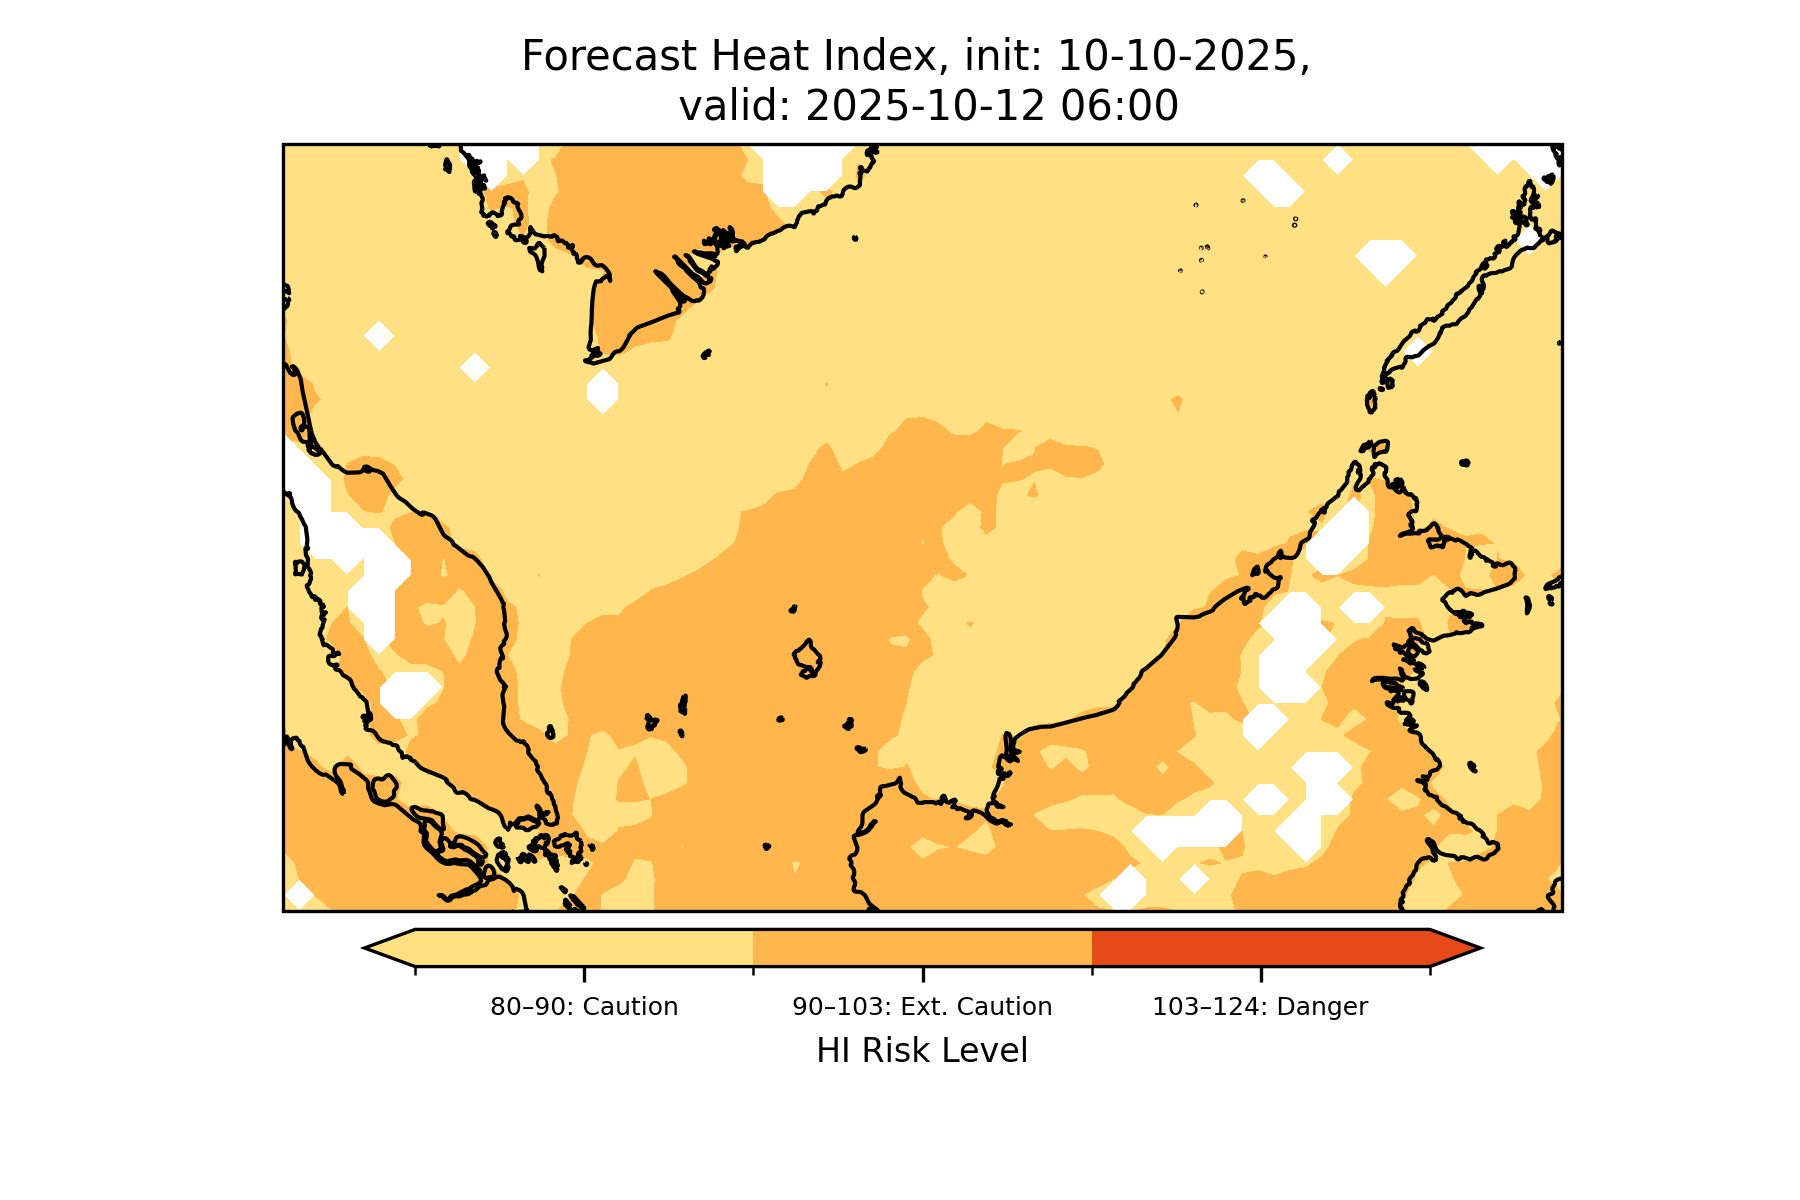 Forecast Heat Index, init: 10-10-2025,
valid: 2025-10-12 06:00
80–90: Caution
90–103: Ext. Caution
103–124: Danger
HI Risk Level